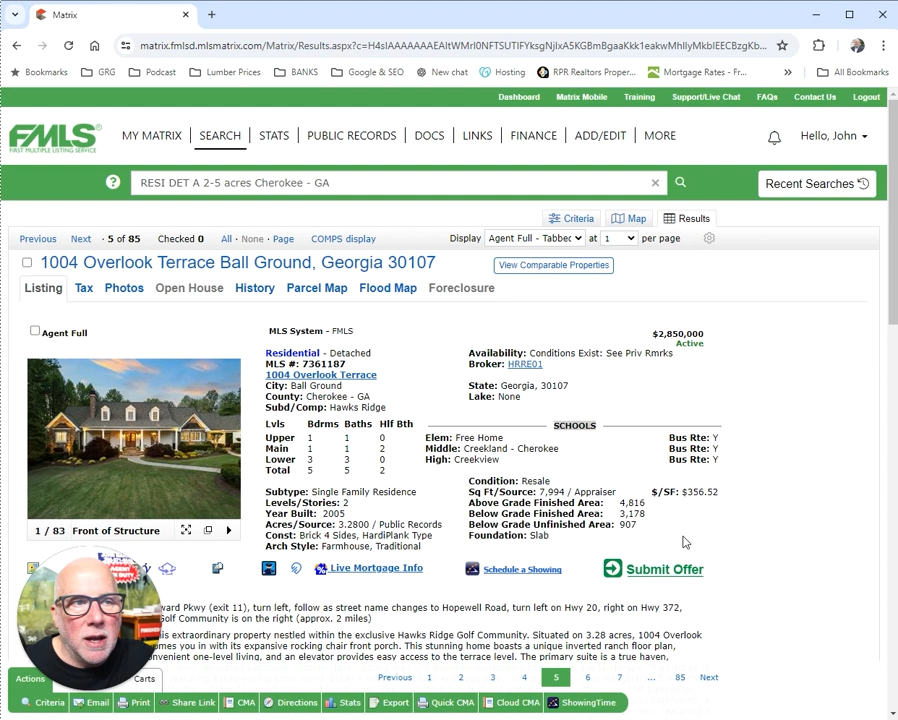 Matrix
matrix.fmlsd.mlsmatrix.com/Matrix/Results.aspx?c=H4sIAAAAAAAEAItWMrI0NFTSUTIFYksgNjIxA5KGBmBgaaKkk1eakwMhIIyMkbIEECBzgKb...
Bookmarks GRG Podcast Lumber Prices BANKS Google & SEO New chat Hosting RPR Realtors Proper... Mortgage Rates - Fr... » All Bookmarks
Dashboard Matrix Mobile Training Support/Live Chat FAQs Contact Us Logout
FMLS
FIRST MULTIPLE LISTING SERVICE
MY MATRIX SEARCH STATS PUBLIC RECORDS DOCS LINKS FINANCE ADD/EDIT MORE Hello, John
? RESI DET A 2-5 acres Cherokee - GA Recent Searches
Criteria Map Results
Previous Next · 5 of 85 Checked 0 All · None · Page COMPS display Display Agent Full - Tabbed at 1 per page
1004 Overlook Terrace Ball Ground, Georgia 30107 View Comparable Properties
Listing Tax Photos Open House History Parcel Map Flood Map Foreclosure
Agent Full MLS System - FMLS $2,850,000
Active
Residential - Detached Availability: Conditions Exist: See Priv Rmrks
MLS #: 7361187 Broker: HRRE01
1004 Overlook Terrace
City: Ball Ground State: Georgia, 30107
County: Cherokee - GA Lake: None
Subd/Comp: Hawks Ridge
Lvls Bdrms Baths Hlf Bth SCHOOLS
Upper 1 1 0 Elem: Free Home Bus Rte: Y
Main 1 1 2 Middle: Creekland - Cherokee Bus Rte: Y
Lower 3 3 0 High: Creekview Bus Rte: Y
Total 5 5 2
Condition: Resale
Subtype: Single Family Residence Sq Ft/Source: 7,994 / Appraiser $/SF: $356.52
Levels/Stories: 2 Above Grade Finished Area: 4,816
Year Built: 2005 Below Grade Finished Area: 3,178
Acres/Source: 3.2800 / Public Records Below Grade Unfinished Area: 907
Const: Brick 4 Sides, HardiPlank Type Foundation: Slab
Arch Style: Farmhouse, Traditional
1 / 83 Front of Structure
Live Mortgage Info Schedule a Showing Submit Offer
ward Pkwy (exit 11), turn left, follow as street name changes to Hopewell Road, turn left on Hwy 20, right on Hwy 372,
Golf Community is on the right (approx. 2 miles)
is extraordinary property nestled within the exclusive Hawks Ridge Golf Community. Situated on 3.28 acres, 1004 Overlook
omes you in with its expansive rocking chair front porch. This stunning home boasts a unique inverted ranch floor plan,
nvenient one-level living, and an elevator provides easy access to the terrace level. The primary suite is a true haven,
Actions Carts Previous 1 2 3 4 5 6 7 ... 85 Next
Criteria Email Print Share Link CMA Directions Stats Export Quick CMA Cloud CMA ShowingTime